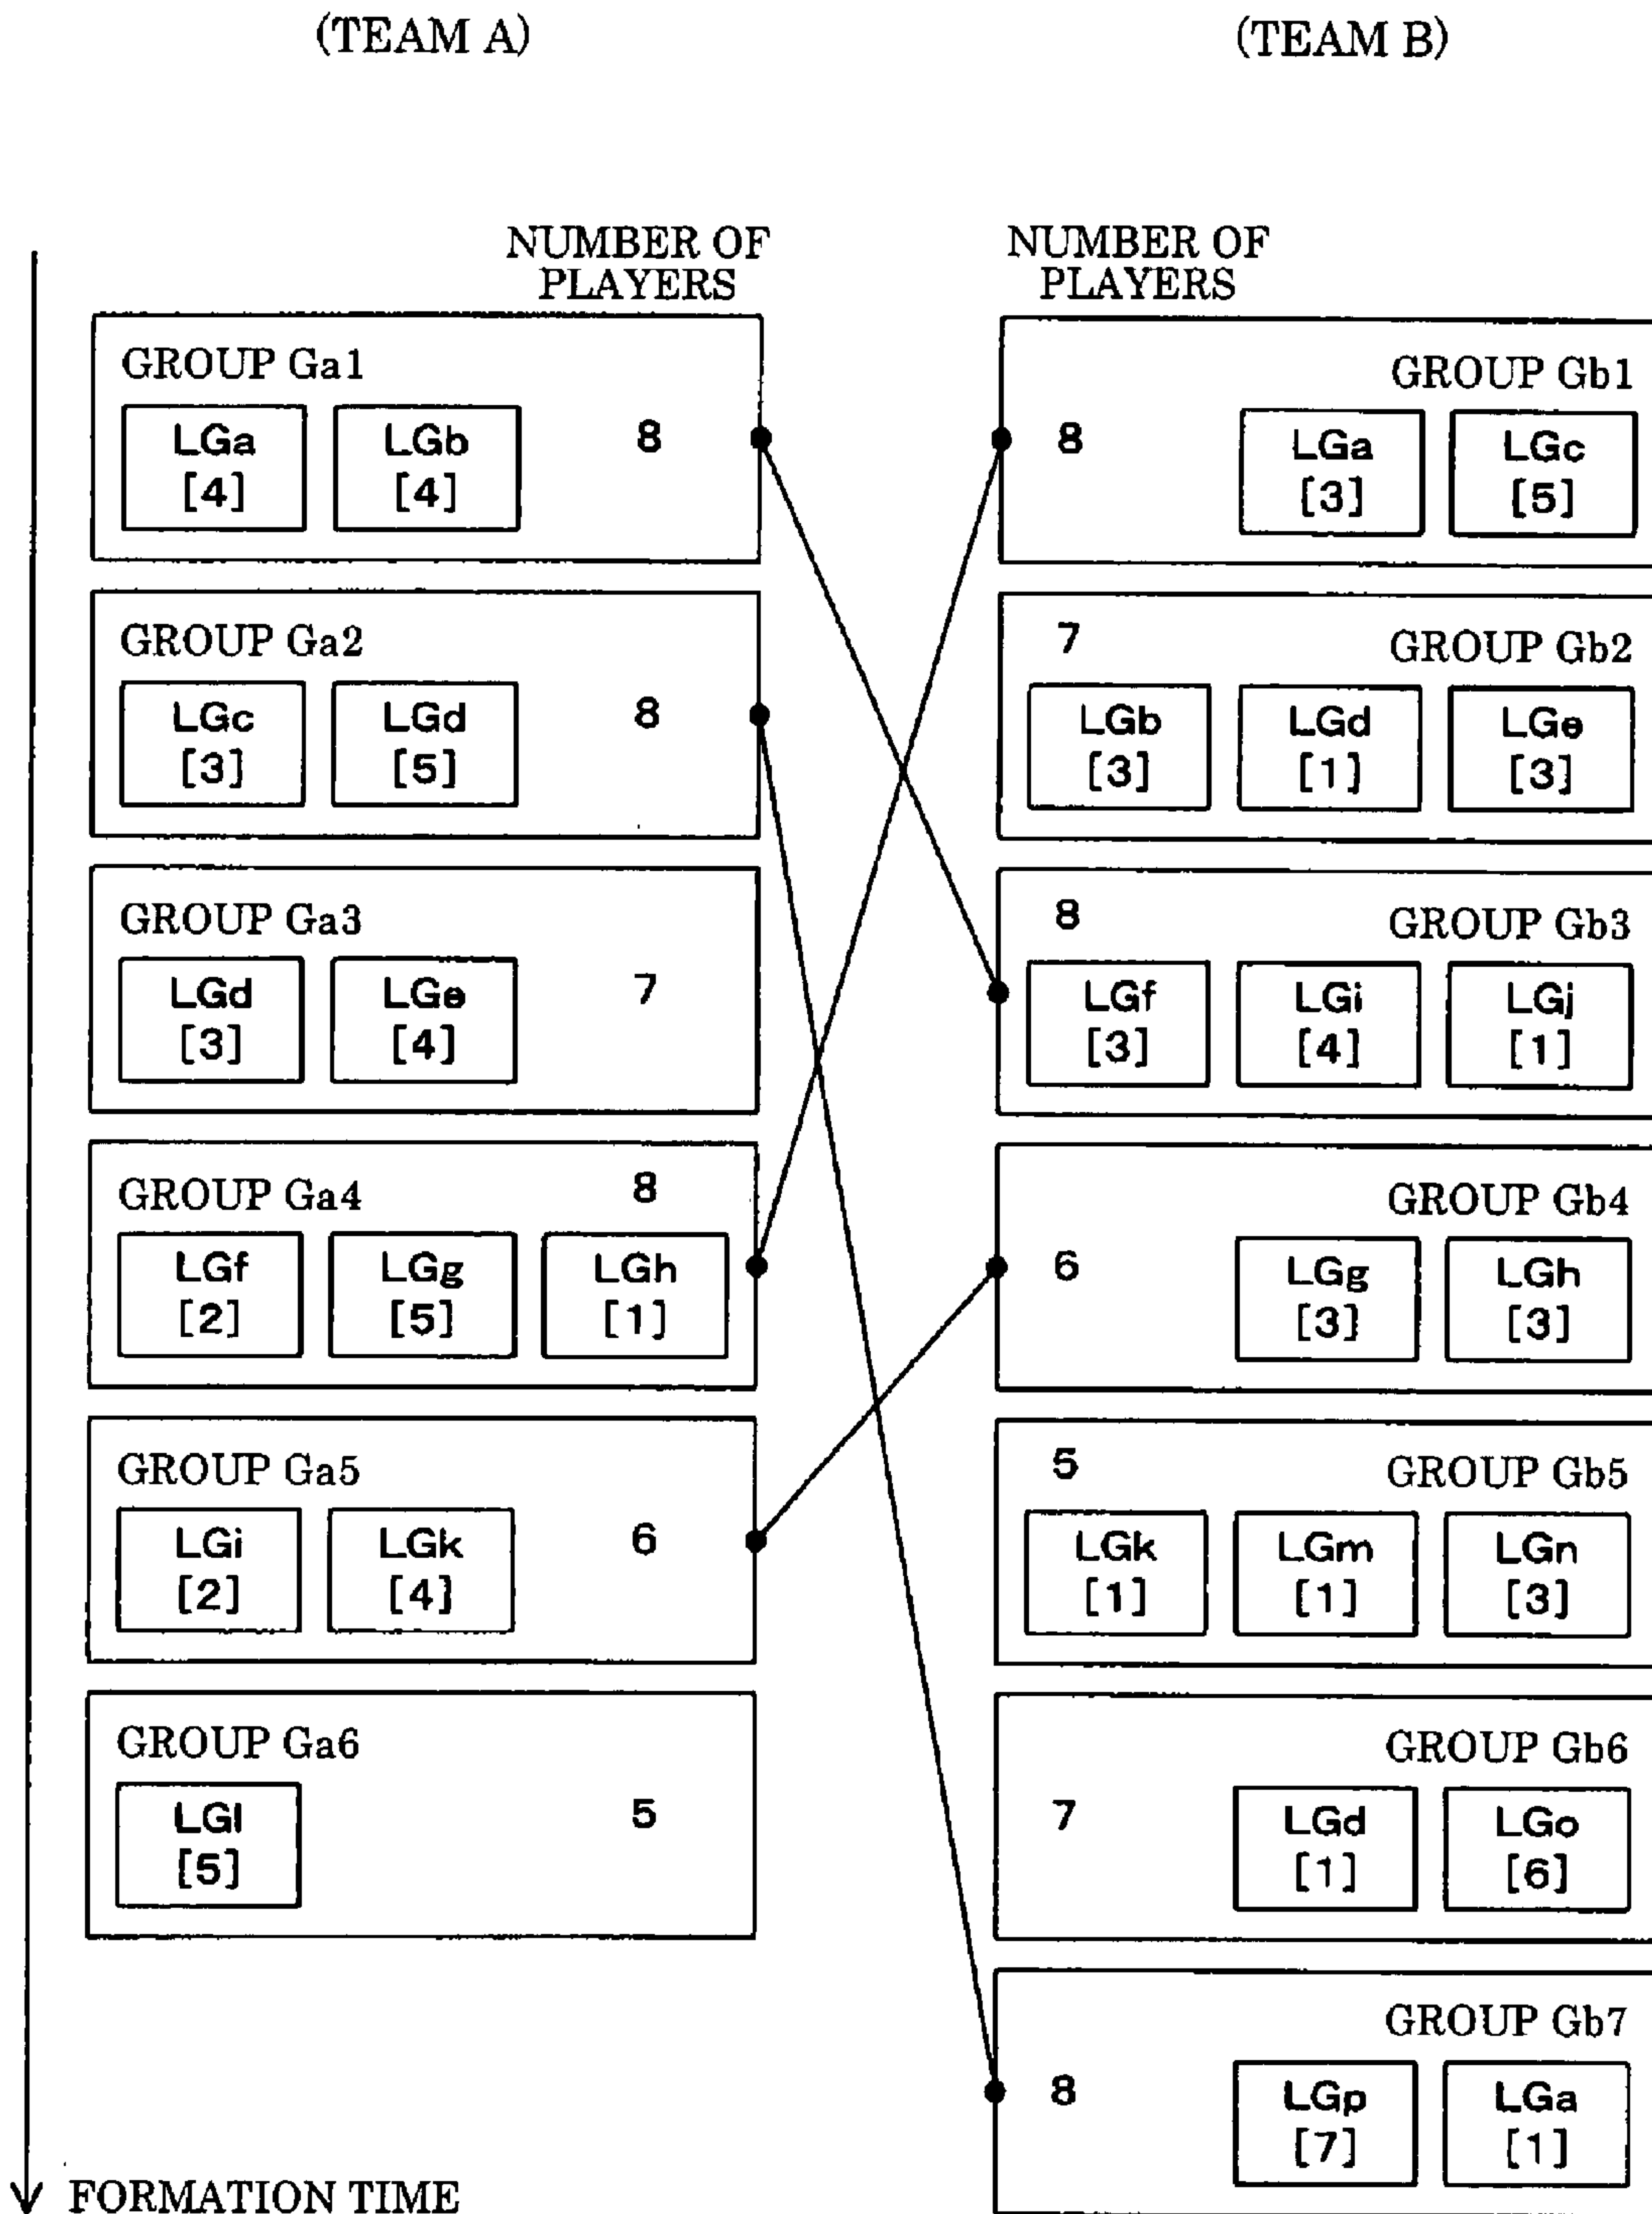 (TEAM A)
(TEAM B)
NUMBER OF
PLAYERS
NUMBER OF
PLAYERS
GROUP Ga1
LGa
[4]
LGb
[4]
8
GROUP Ga2
LGc
[3]
LGd
[5]
8
GROUP Ga3
LGd
[3]
LGe
[4]
7
GROUP Ga4
8
LGf
[2]
LGg
[5]
LGh
[1]
GROUP Ga5
LGi
[2]
LGk
[4]
6
GROUP Ga6
LGl
[5]
5
GROUP Gb1
8
LGa
[3]
LGc
[5]
7
GROUP Gb2
LGb
[3]
LGd
[1]
LGe
[3]
8
GROUP Gb3
LGf
[3]
LGi
[4]
LGj
[1]
GROUP Gb4
6
LGg
[3]
LGh
[3]
5
GROUP Gb5
LGk
[1]
LGm
[1]
LGn
[3]
GROUP Gb6
7
LGd
[1]
LGo
[6]
GROUP Gb7
8
LGp
[7]
LGa
[1]
FORMATION TIME